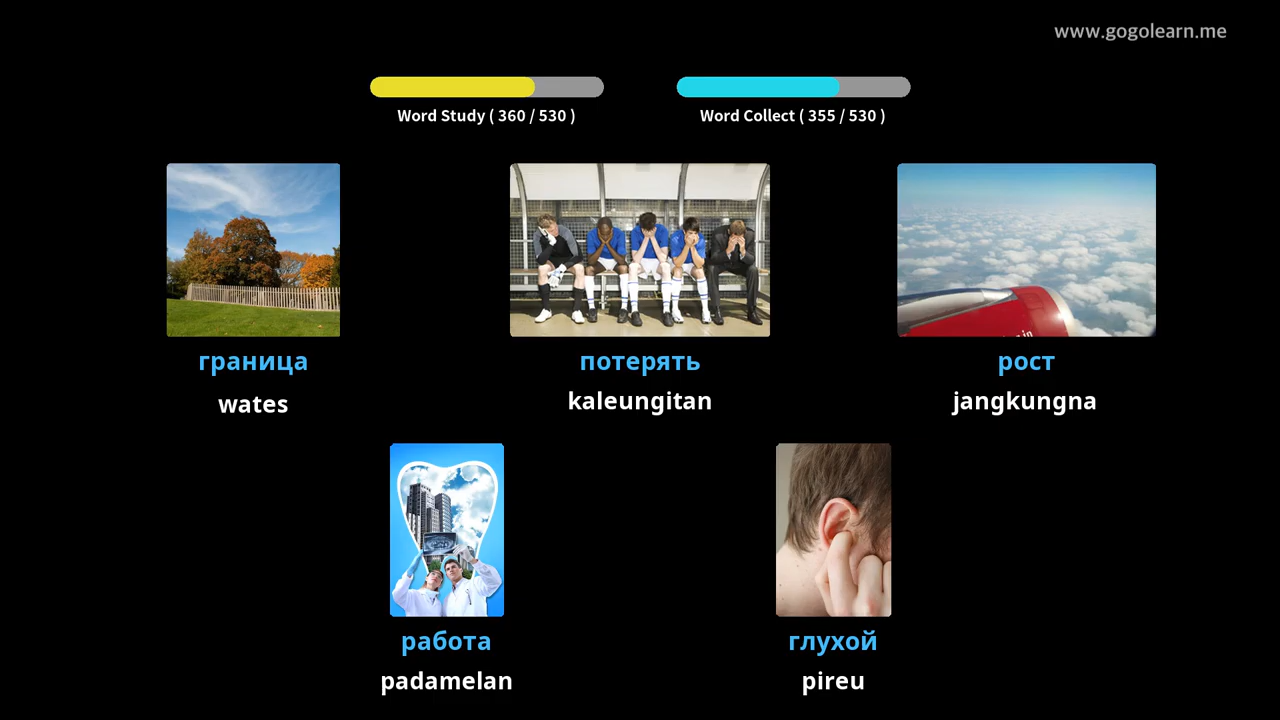 www.gogolearn.me
Word Study ( 360 / 530 )
Word Collect ( 355 / 530 )
граница
потерять
рост
wates
kaleungitan
jangkungna
работа
глухой
padamelan
pireu